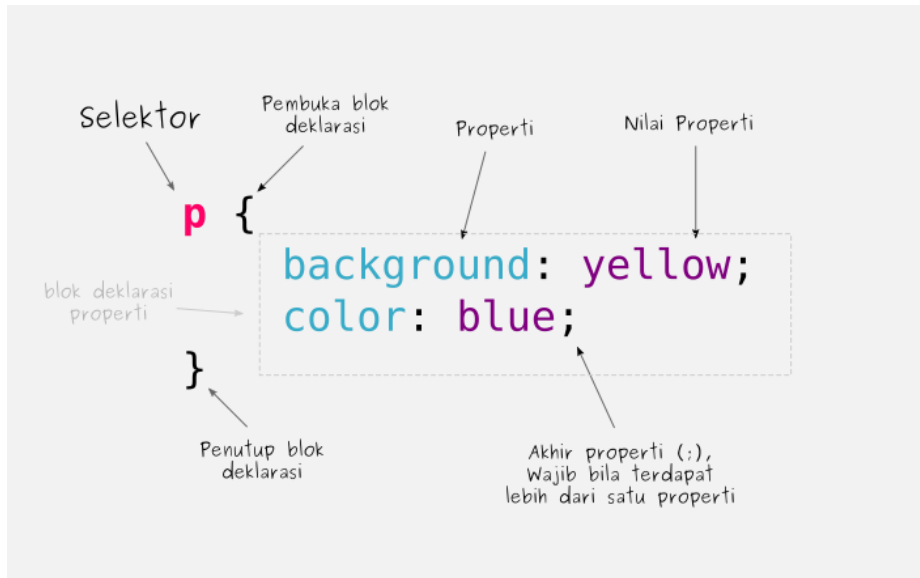 Selektor
Pembuka blok
deklarasi
Properti
Nilai Properti
p {
background: yellow;
color: blue;
blok deklarasi
properti
}
Penutup blok
deklarasi
Akhir properti (;),
Wajib bila terdapat
lebih dari satu properti